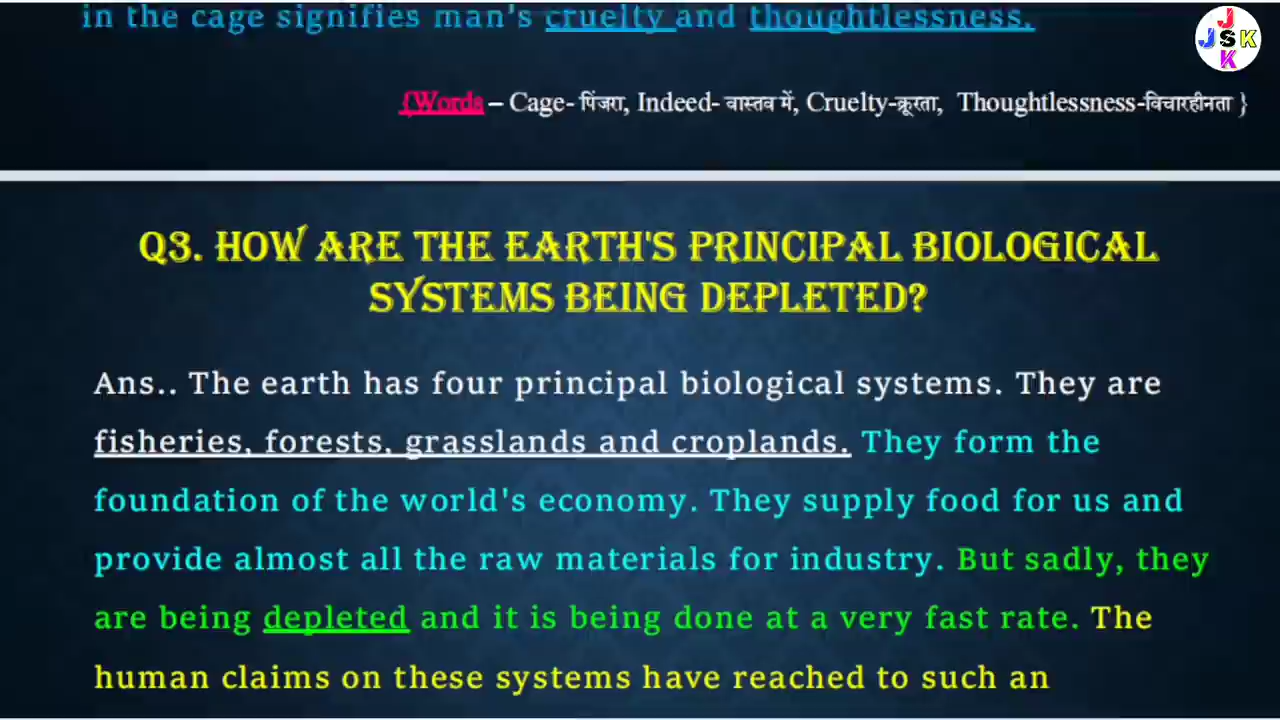 in the cage signifies man's cruelty and thoughtlessness.
J
J S K
K
{Words – Cage- पिंजरा, Indeed- वास्तव में, Cruelty-क्रूरता, Thoughtlessness-विचारहीनता }
Q3. HOW ARE THE EARTH'S PRINCIPAL BIOLOGICAL
SYSTEMS BEING DEPLETED?
Ans.. The earth has four principal biological systems. They are
fisheries, forests, grasslands and croplands. They form the
foundation of the world's economy. They supply food for us and
provide almost all the raw materials for industry. But sadly, they
are being depleted and it is being done at a very fast rate. The
human claims on these systems have reached to such an